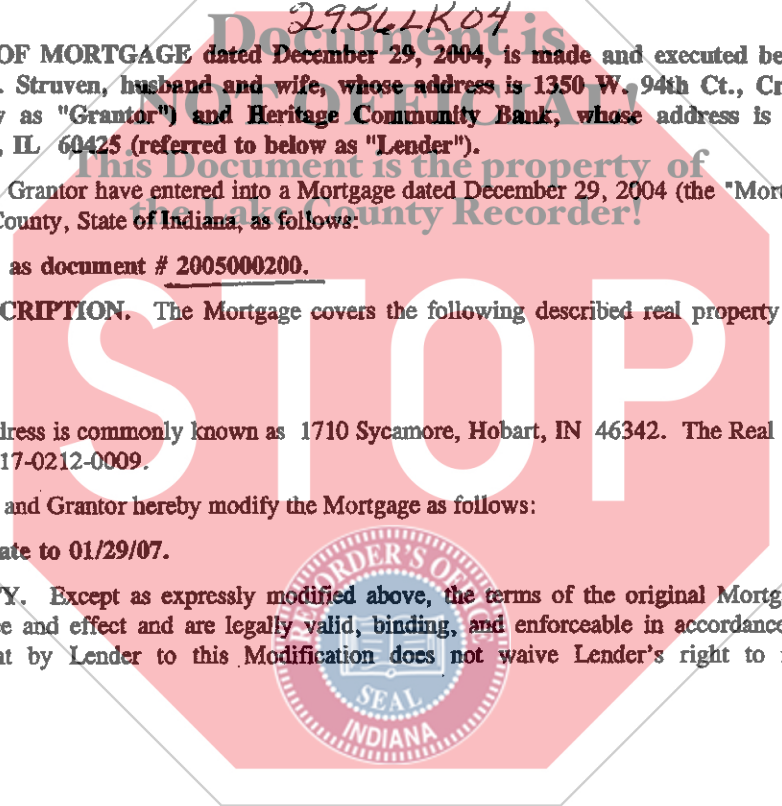 29562LK04
Document is
OF MORTGAGE dated December 29, 2004, is made and executed be
. Struven, husband and wife, whose address is 1350 W. 94th Ct., Cr
NOT OFFICIAL!
y as "Grantor") and Heritage Community Bank, whose address is
, IL 60425 (referred to below as "Lender").
This Document is the property of
Grantor have entered into a Mortgage dated December 29, 2004 (the "Mort
the Lake County Recorder!
County, State of Indiana, as follows:
as document # 2005000200.
CRIPTION. The Mortgage covers the following described real property
STOP
dress is commonly known as 1710 Sycamore, Hobart, IN 46342. The Real
17-0212-0009.
and Grantor hereby modify the Mortgage as follows:
ate to 01/29/07.
RECORDER'S OFFICE
Y. Except as expressly modified above, the terms of the original Mortg
e and effect and are legally valid, binding, and enforceable in accordance
nt by Lender to this Modification does not waive Lender's right to
SEAL
INDIANA